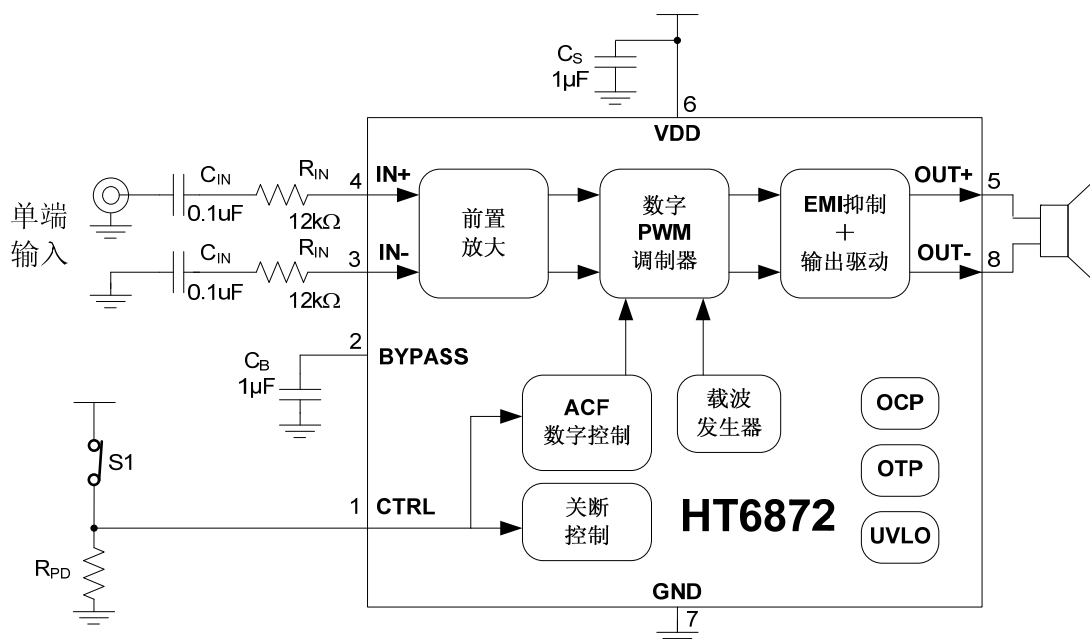 CS
1µF
6
VDD
CIN
RIN
4
IN+
0.1uF
12kΩ
单端
输入
CIN
RIN
3
IN-
0.1uF
12kΩ
前置
放大
数字
PWM
调制器
EMI抑制
+
输出驱动
OUT+
5
OUT-
8
2
BYPASS
CB
1µF
S1
ACF
数字控制
载波
发生器
OCP
OTP
UVLO
1
CTRL
关断
控制
HT6872
RPD
GND
7